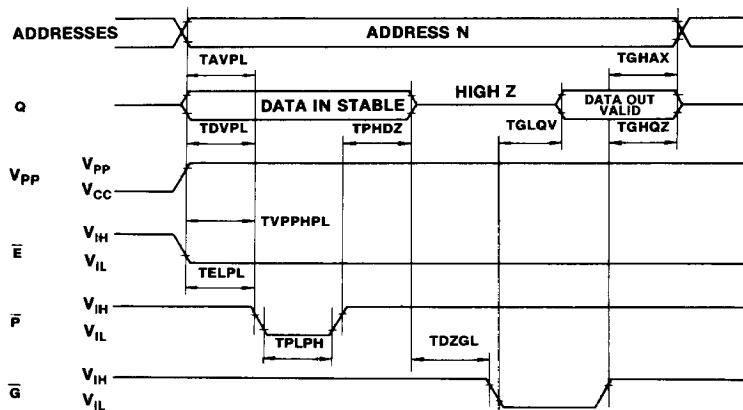 ADDRESSES
ADDRESS N
TAVPL
TGHAX
Q
DATA IN STABLE
HIGH Z
DATA OUT
VALID
TDVPL
TPHDZ
TGLQV
TGHQZ
VPP
VPP
VCC
TVPPHPL
E
VIH
VIL
TELPL
P
VIH
VIL
TPLPH
TDZGL
G
VIH
VIL